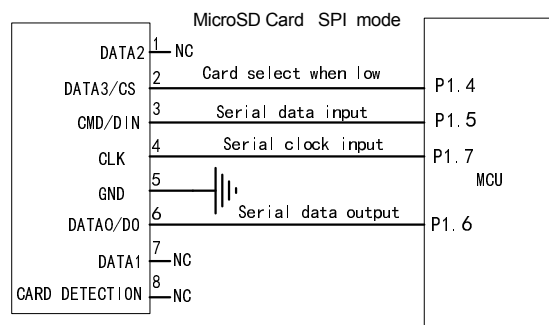 MicroSD Card SPI mode
DATA2 1 NC
DATA3/CS 2 Card select when low P1.4
CMD/DIN 3 Serial data input P1.5
CLK 4 Serial clock input P1.7
MCU
GND 5
DATA0/DO 6 Serial data output P1.6
DATA1 7 NC
CARD DETECTION 8 NC